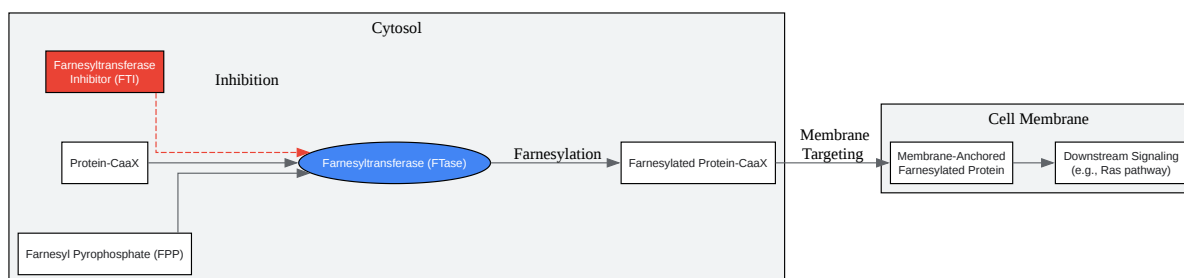 Cytosol
Farnesyltransferase
Inhibitor (FTI)
Inhibition
Protein-CaaX
Farnesyltransferase (FTase)
Farnesylation
Farnesylated Protein-CaaX
Farnesyl Pyrophosphate (FPP)
Membrane
Targeting
Cell Membrane
Membrane-Anchored
Farnesylated Protein
Downstream Signaling
(e.g., Ras pathway)